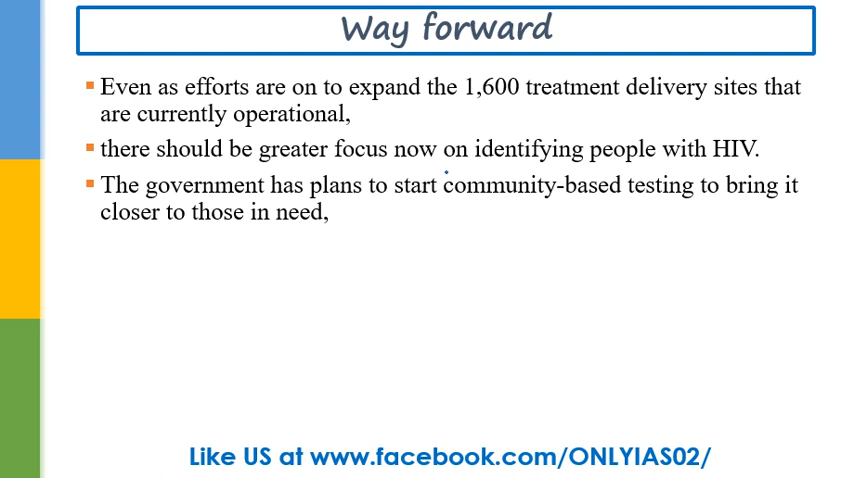 Way forward
Even as efforts are on to expand the 1,600 treatment delivery sites that
are currently operational,
there should be greater focus now on identifying people with HIV.
The government has plans to start community-based testing to bring it
closer to those in need,
Like US at www.facebook.com/ONLYIAS02/